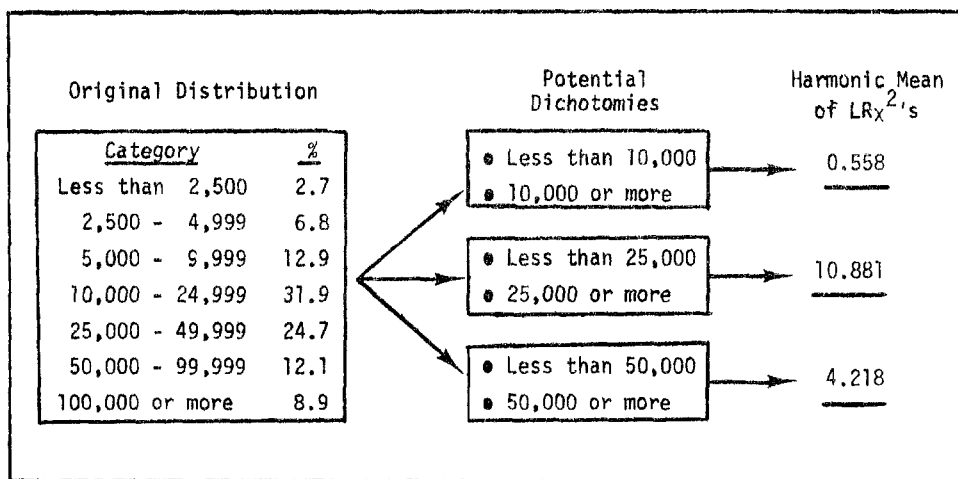 Original Distribution
Category %
Less than 2,500 2.7
2,500 - 4,999 6.8
5,000 - 9,999 12.9
10,000 - 24,999 31.9
25,000 - 49,999 24.7
50,000 - 99,999 12.1
100,000 or more 8.9
Potential
Dichotomies
• Less than 10,000
• 10,000 or more
• Less than 25,000
• 25,000 or more
• Less than 50,000
• 50,000 or more
Harmonic Mean
of LRχ²'s
0.558
10.881
4.218